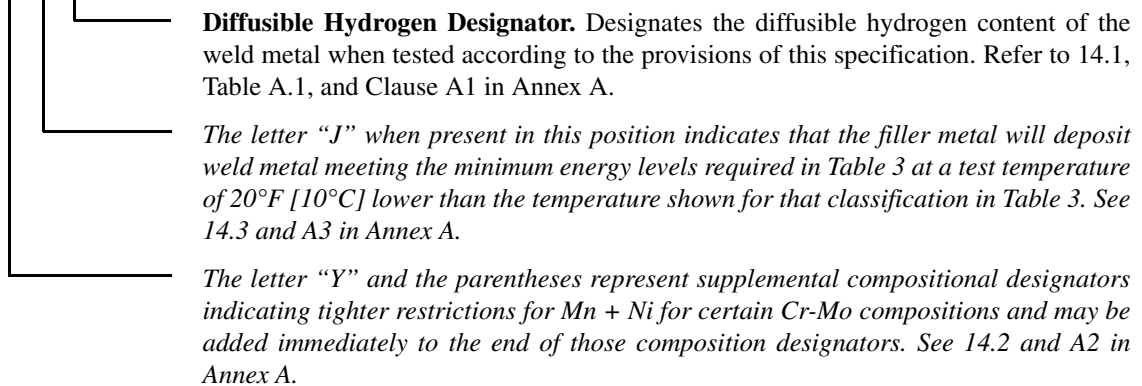 Diffusible Hydrogen Designator. Designates the diffusible hydrogen content of the
weld metal when tested according to the provisions of this specification. Refer to 14.1,
Table A.1, and Clause A1 in Annex A.
The letter “J” when present in this position indicates that the filler metal will deposit
weld metal meeting the minimum energy levels required in Table 3 at a test temperature
of 20°F [10°C] lower than the temperature shown for that classification in Table 3. See
14.3 and A3 in Annex A.
The letter “Y” and the parentheses represent supplemental compositional designators
indicating tighter restrictions for Mn + Ni for certain Cr-Mo compositions and may be
added immediately to the end of those composition designators. See 14.2 and A2 in
Annex A.